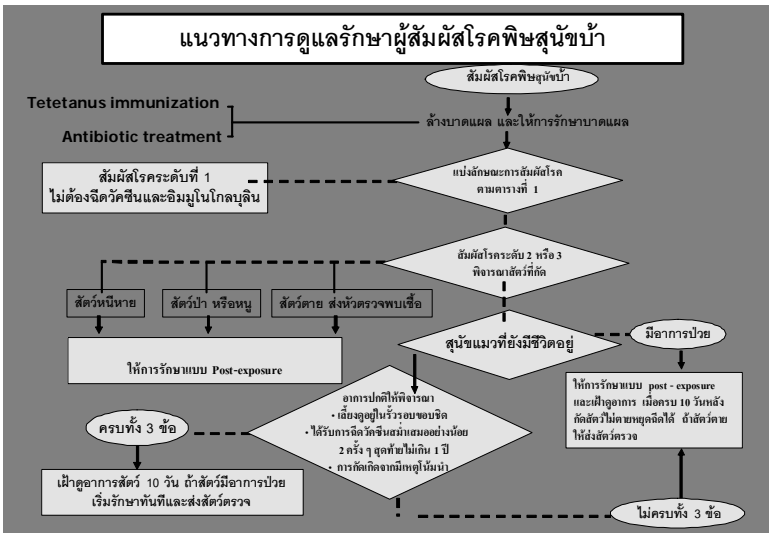 แนวทางการดูแลรักษาผู้สัมผัสโรคพิษสุนัขบ้า
สัมผัสโรคพิษสุนัขบ้า
Tetetanus immunization
Antibiotic treatment
ล้างบาดแผล และให้การรักษาบาดแผล
แบ่งลักษณะการสัมผัสโรค
ตามตารางที่ 1
สัมผัสโรคระดับที่ 1
ไม่ต้องฉีดวัคซีนและอิมมูโนโกลบุลิน
สัมผัสโรคระดับ 2 หรือ 3
พิจารณาสัตว์ที่กัด
สัตว์หนีหาย
สัตว์ป่า หรือหนู
สัตว์ตาย ส่งหัวตรวจพบเชื้อ
ให้การรักษาแบบ Post-exposure
สุนัขแมวที่ยังมีชีวิตอยู่
มีอาการป่วย
ให้การรักษาแบบ post - exposure
และเฝ้าดูอาการ เมื่อครบ 10 วันหลัง
กัดสัตว์ไม่ตายหยุดฉีดได้ ถ้าสัตว์ตาย
ให้ส่งสัตว์ตรวจ
อาการปกติให้พิจารณา
• เลี้ยงดูอยู่ในรั้วรอบขอบชิด
• ได้รับการฉีดวัคซีนสม่ำเสมออย่างน้อย
2 ครั้ง ๆ สุดท้ายไม่เกิน 1 ปี
• การกัดเกิดจากมีเหตุโน้มนำ
ครบทั้ง 3 ข้อ
เฝ้าดูอาการสัตว์ 10 วัน ถ้าสัตว์มีอาการป่วย
เริ่มรักษาทันทีและส่งสัตว์ตรวจ
ไม่ครบทั้ง 3 ข้อ